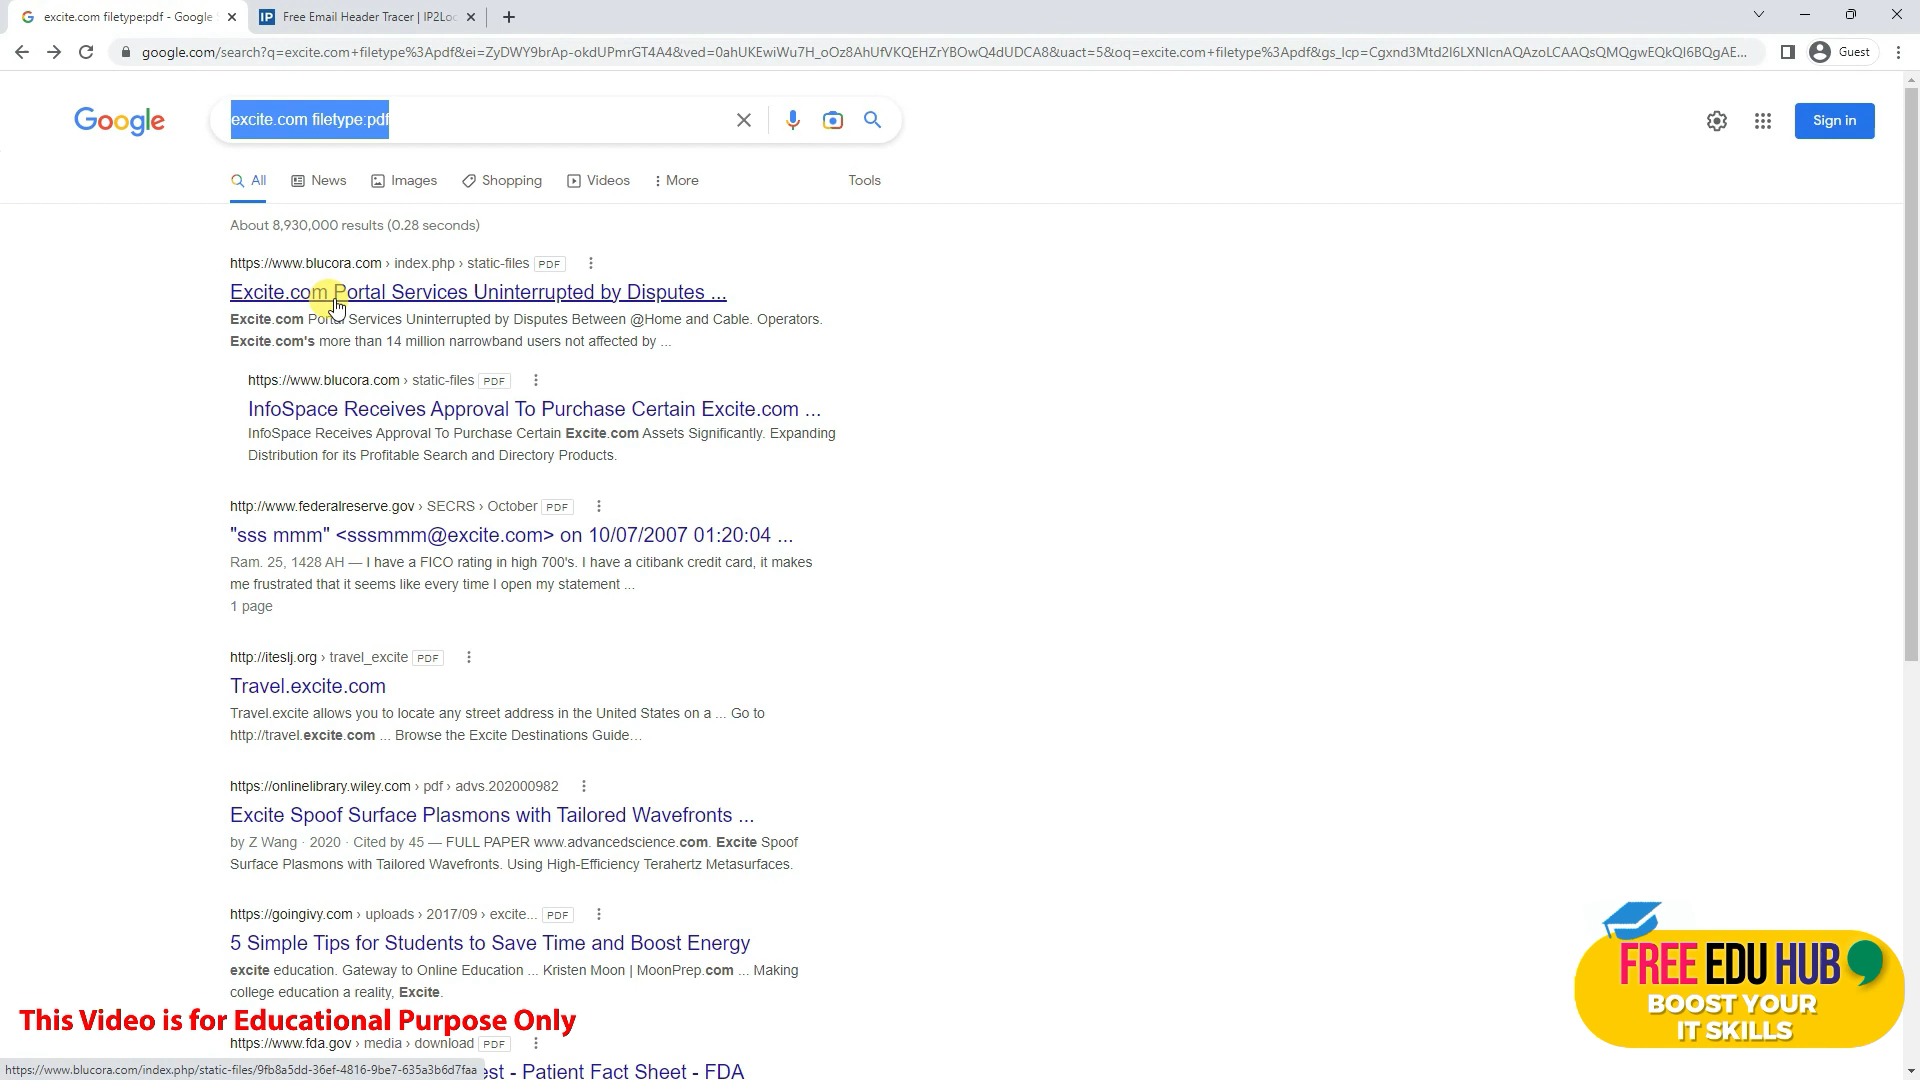 excite.com filetype:pdf - Google S
Free Email Header Tracer | IP2Loc
google.com/search?q=excite.com+filetype%3Apdf&ei=ZyDWY9brAp-okdUPmrGT4A4&ved=0ahUKEwiWu7H_oOz8AhUfVKQEHZrYBOwQ4dUDCA8&uact=5&oq=excite.com+filetype%3Apdf&gs_lcp=Cgxnd3Mtd2l6LXNlcnAQAzoLCAAQsQMQgwEQkQI6BQgAE...
Guest
Google
excite.com filetype:pdf
Sign in
All News Images Shopping Videos More Tools
About 8,930,000 results (0.28 seconds)
https://www.blucora.com › index.php › static-files PDF
Excite.com Portal Services Uninterrupted by Disputes ...
Excite.com Portal Services Uninterrupted by Disputes Between @Home and Cable. Operators.
Excite.com's more than 14 million narrowband users not affected by ...
https://www.blucora.com › static-files PDF
InfoSpace Receives Approval To Purchase Certain Excite.com ...
InfoSpace Receives Approval To Purchase Certain Excite.com Assets Significantly. Expanding
Distribution for its Profitable Search and Directory Products.
http://www.federalreserve.gov › SECRS › October PDF
"sss mmm" <sssmmm@excite.com> on 10/07/2007 01:20:04 ...
Ram. 25, 1428 AH — I have a FICO rating in high 700's. I have a citibank credit card, it makes
me frustrated that it seems like every time I open my statement ...
1 page
http://iteslj.org › travel_excite PDF
Travel.excite.com
Travel.excite allows you to locate any street address in the United States on a ... Go to
http://travel.excite.com ... Browse the Excite Destinations Guide...
https://onlinelibrary.wiley.com › pdf › advs.202000982
Excite Spoof Surface Plasmons with Tailored Wavefronts ...
by Z Wang · 2020 · Cited by 45 — FULL PAPER www.advancedscience.com. Excite Spoof
Surface Plasmons with Tailored Wavefronts. Using High-Efficiency Terahertz Metasurfaces.
https://goingivy.com › uploads › 2017/09 › excite... PDF
5 Simple Tips for Students to Save Time and Boost Energy
excite education. Gateway to Online Education ... Kristen Moon | MoonPrep.com ... Making
college education a reality, Excite.
This Video is for Educational Purpose Only
https://www.fda.gov › media › download PDF
est - Patient Fact Sheet - FDA
https://www.blucora.com/index.php/static-files/9fb8a5dd-36ef-4816-9be7-635a3b6d7faa
FREE EDU HUB
BOOST YOUR
IT SKILLS